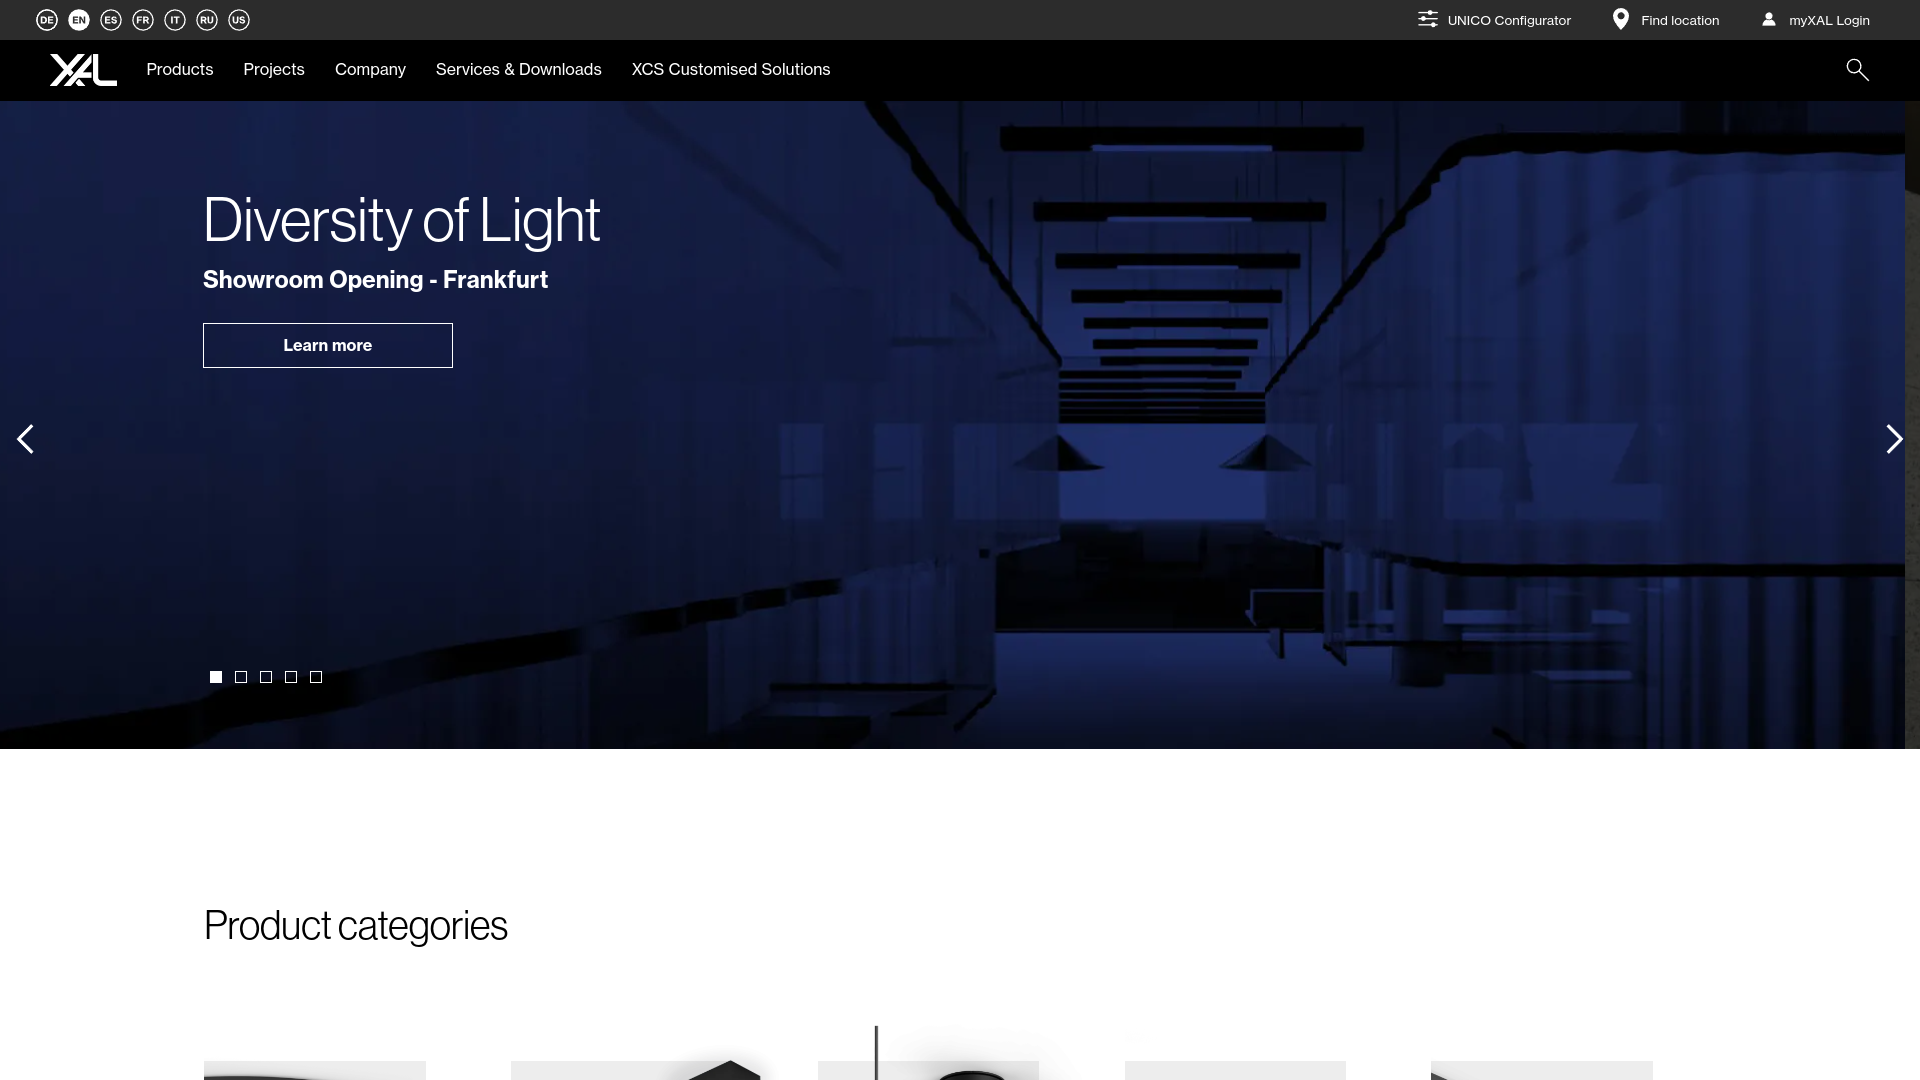 DE EN ES FR IT RU US
UNICO Configurator Find location myXAL Login
XAL Products Projects Company Services & Downloads XCS Customised Solutions
Diversity of Light
Showroom Opening - Frankfurt
Learn more
Product categories